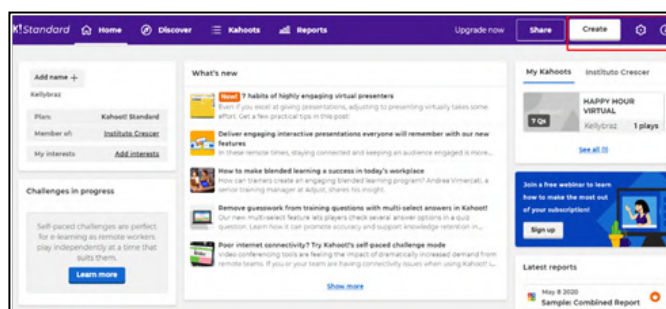 K!Standard Home Discover Kahoots Reports Upgrade now Share Create
Add name +
Kellybraz
Plan: Kahoot! Standard
Member of: Instituto Crescer
My interests Add interests
Challenges in progress
Self-paced challenges are perfect
for e-learning as remote workers
play independently at a time that
suits them.
Learn more
What's new
New! 7 habits of highly engaging virtual presenters
Even if you excel at giving presentations, adjusting to presenting virtually takes some
effort. Get a few practical tips in this post!
Deliver engaging interactive presentations everyone will remember with our new
features
In these remote times, staying connected and keeping an audience engaged is more...
How to make blended learning a success in today's workplace
How can trainers create an engaging blended learning program? Andrea Vimercati, a
senior training manager at Adjust, shares his insight.
Remove guesswork from training questions with multi-select answers in Kahoot!
Our new multi-select feature lets players check several answer options in a quiz
question. Learn how it can promote accuracy and support knowledge retention in...
Poor internet connectivity? Try Kahoot!'s self-paced challenge mode
Video conferencing tools are feeling the impact of dramatically increased demand from
remote teams. If you or your team are having connectivity issues when using Kahoot! i...
Show more
My Kahoots Instituto Crescer
7 Qs
HAPPY HOUR
VIRTUAL
Kellybraz 1 plays
See all (1)
Join a free webinar to learn
how to make the most out
of your subscription!
Sign up
Latest reports
May 8 2020
Sample: Combined Report